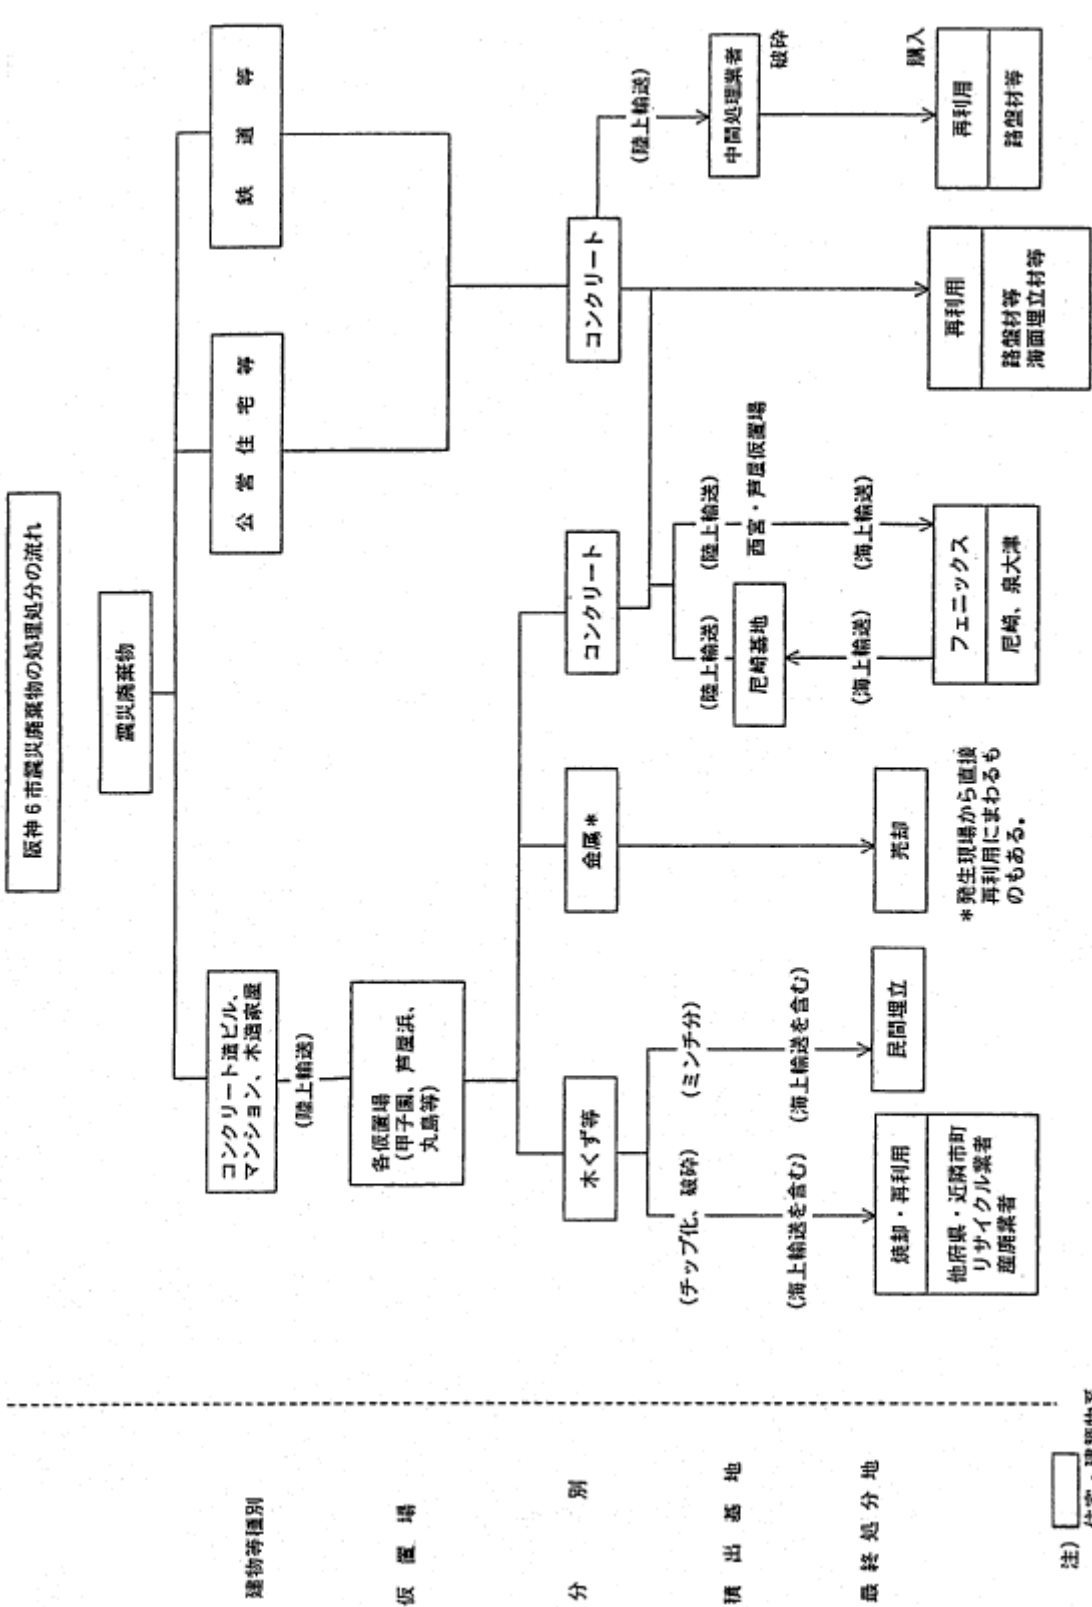 阪神６市震災廃棄物の処理処分の流れ
震災廃棄物
建物等種別
コンクリート造ビル、
マンション、木造家屋
公営住宅等
鉄道等
(陸上輸送)
仮置場
各仮置場
(甲子園、芦屋浜、
丸島等)
分別
木くず等
金属＊
コンクリート
コンクリート
(チップ化、破砕)
(ミンチ分)
(陸上輸送)
(陸上輸送)
(陸上輸送)
積出基地
尼崎基地
西宮・芦屋仮置場
中間処理業者
破砕
(海上輸送を含む)
(海上輸送を含む)
(海上輸送)
(海上輸送)
最終処分地
焼却・再利用
他府県・近隣市町
リサイクル業者
産廃業者
民間埋立
売却
フェニックス
尼崎、泉大津
再利用
路盤材等
海面埋立材等
購入
再利用
路盤材等
＊発生現場から直接
再利用にまわるも
のもある。
注)